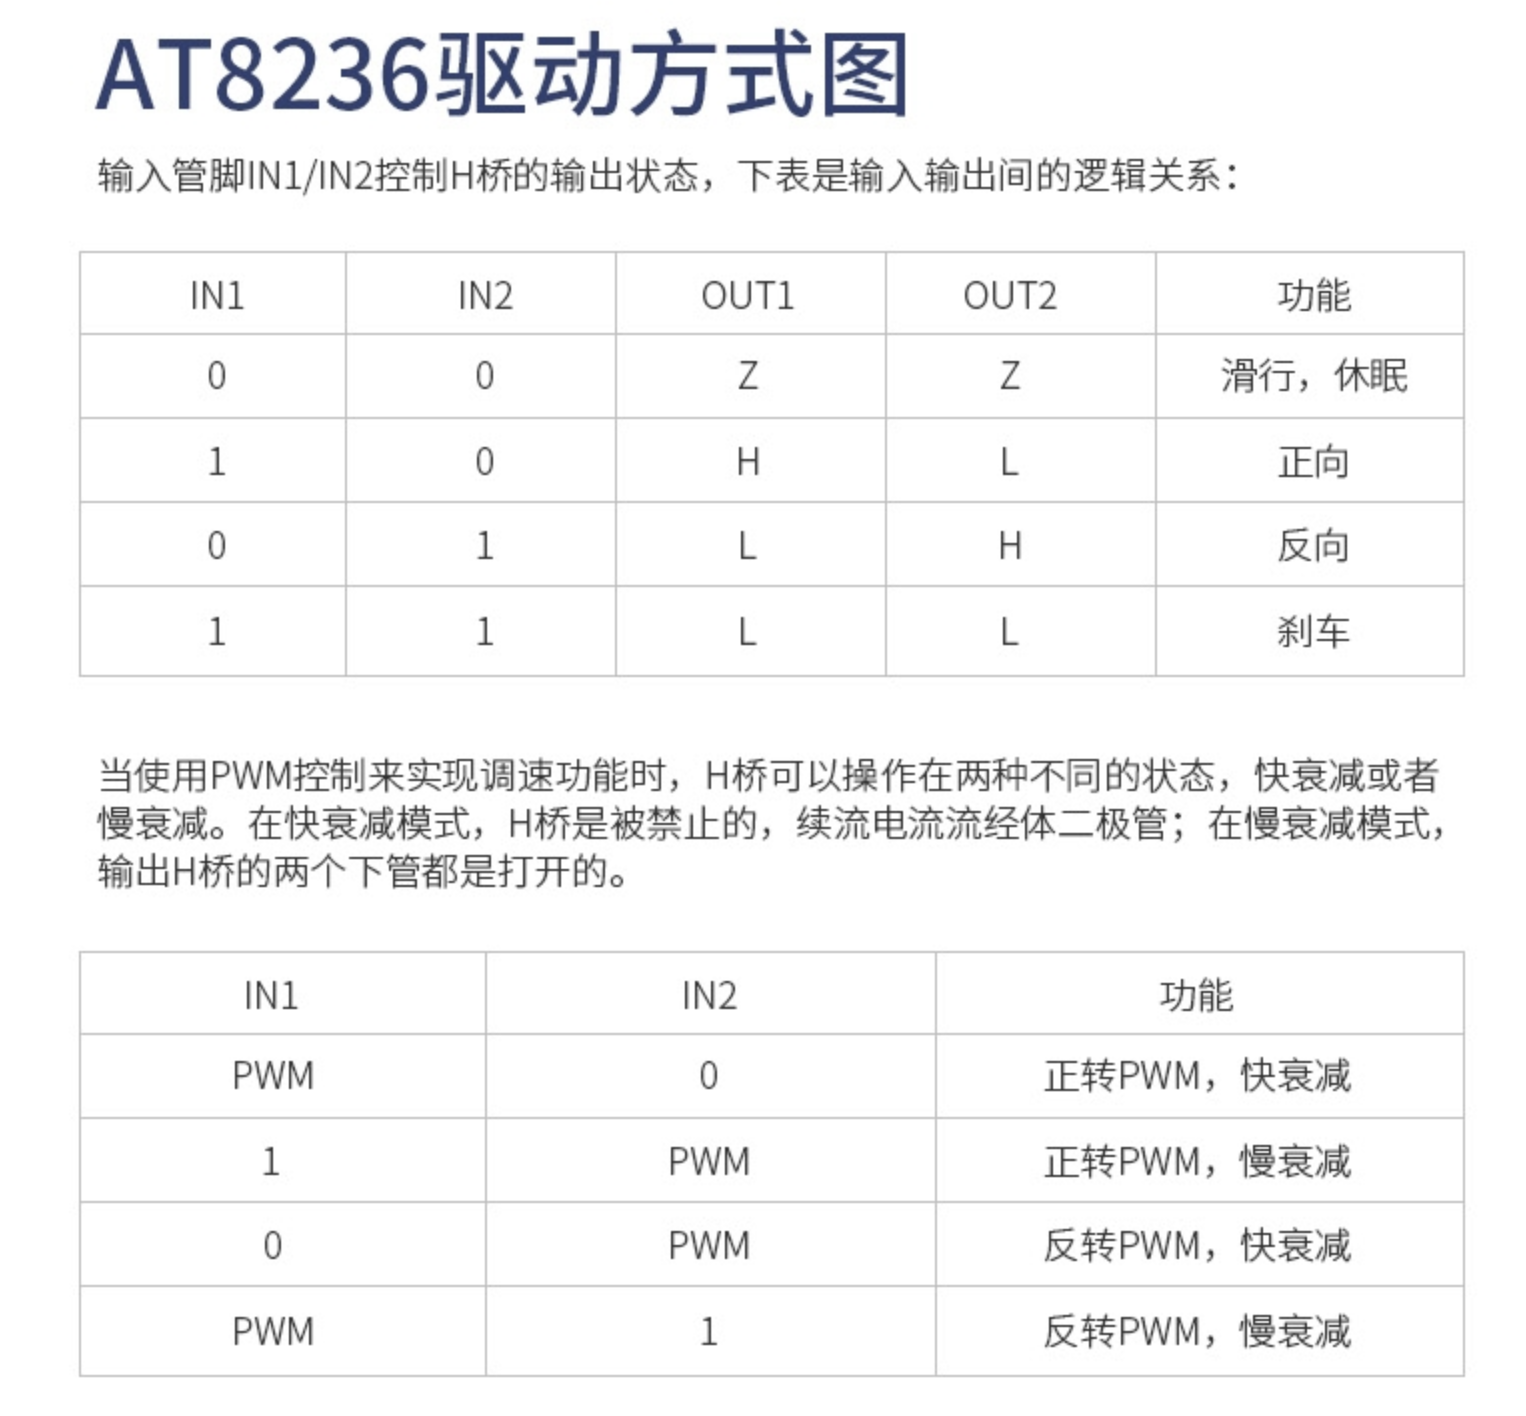 AT8236驱动方式图
输入管脚IN1/IN2控制H桥的输出状态，下表是输入输出间的逻辑关系：
IN1 IN2 OUT1 OUT2 功能
0 0 Z Z 滑行，休眠
1 0 H L 正向
0 1 L H 反向
1 1 L L 刹车
当使用PWM控制来实现调速功能时，H桥可以操作在两种不同的状态，快衰减或者
慢衰减。在快衰减模式，H桥是被禁止的，续流电流流经体二极管；在慢衰减模式，
输出H桥的两个下管都是打开的。
IN1 IN2 功能
PWM 0 正转PWM，快衰减
1 PWM 正转PWM，慢衰减
0 PWM 反转PWM，快衰减
PWM 1 反转PWM，慢衰减